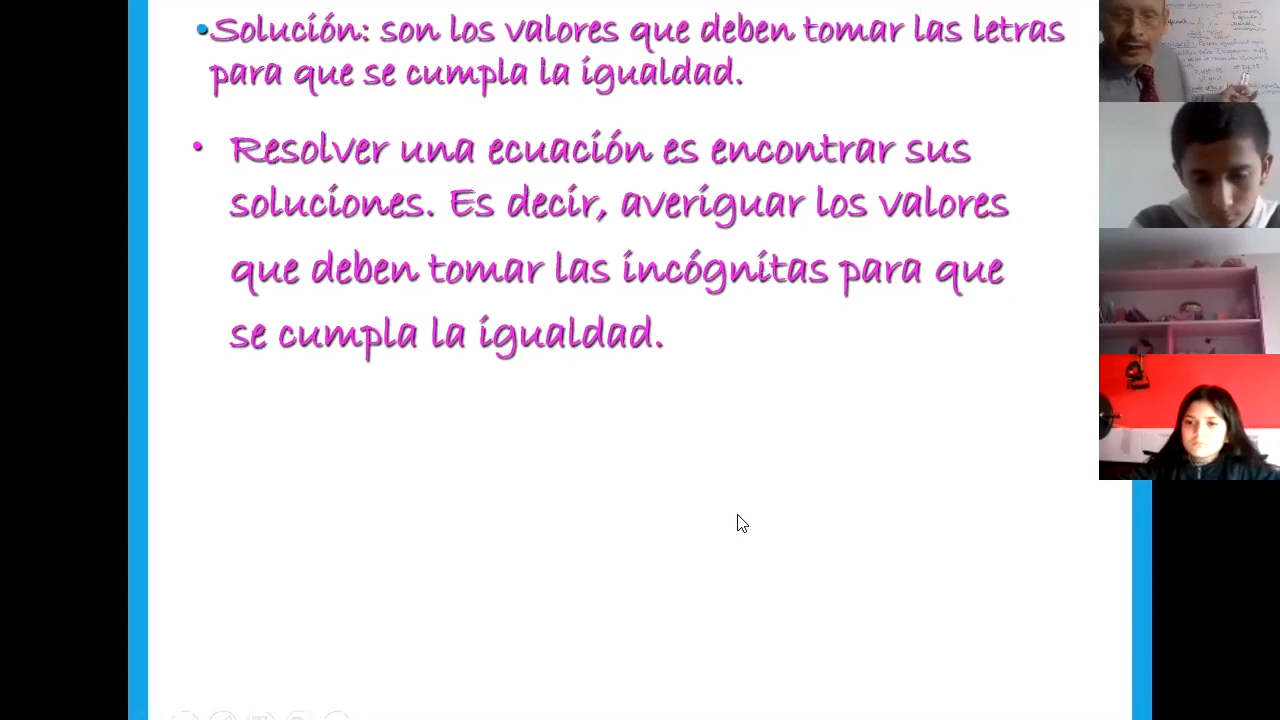 •Solución: son los valores que deben tomar las letras
para que se cumpla la igualdad.
• Resolver una ecuación es encontrar sus
soluciones. Es decir, averiguar los valores
que deben tomar las incógnitas para que
se cumpla la igualdad.